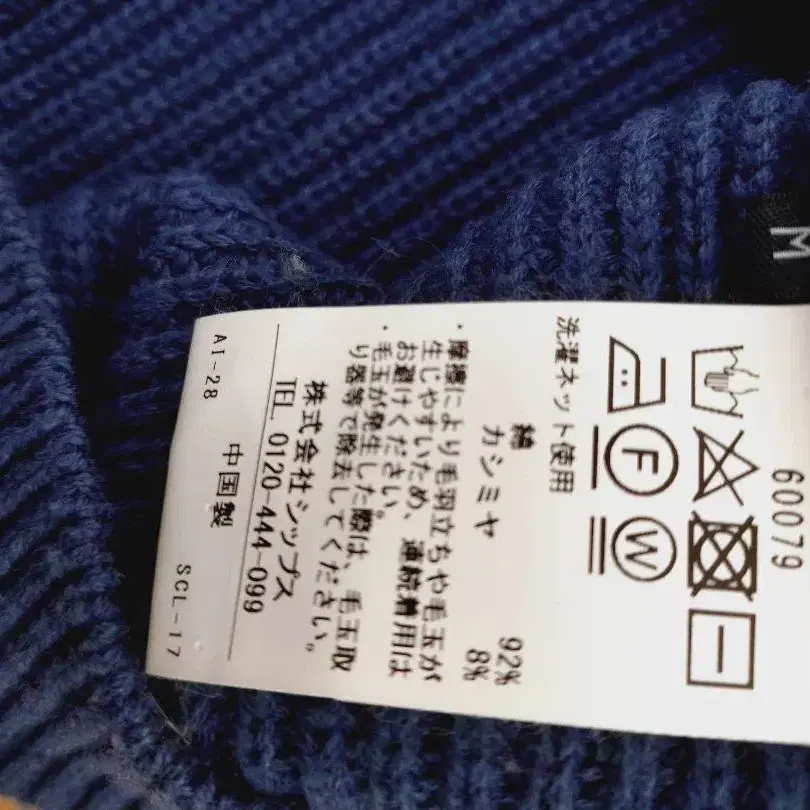 M
60079
F
W
洗濯ネット使用
綿 92%
カシミヤ 8%
・摩擦により毛羽立ちや毛玉が
生じやすいため、連続着用は
お避けください。
・毛玉が発生した際は、毛玉取
り器等で除去してください。
株式会社シップス
TEL 0120-444-099
中国製
AI-28
SCL-17